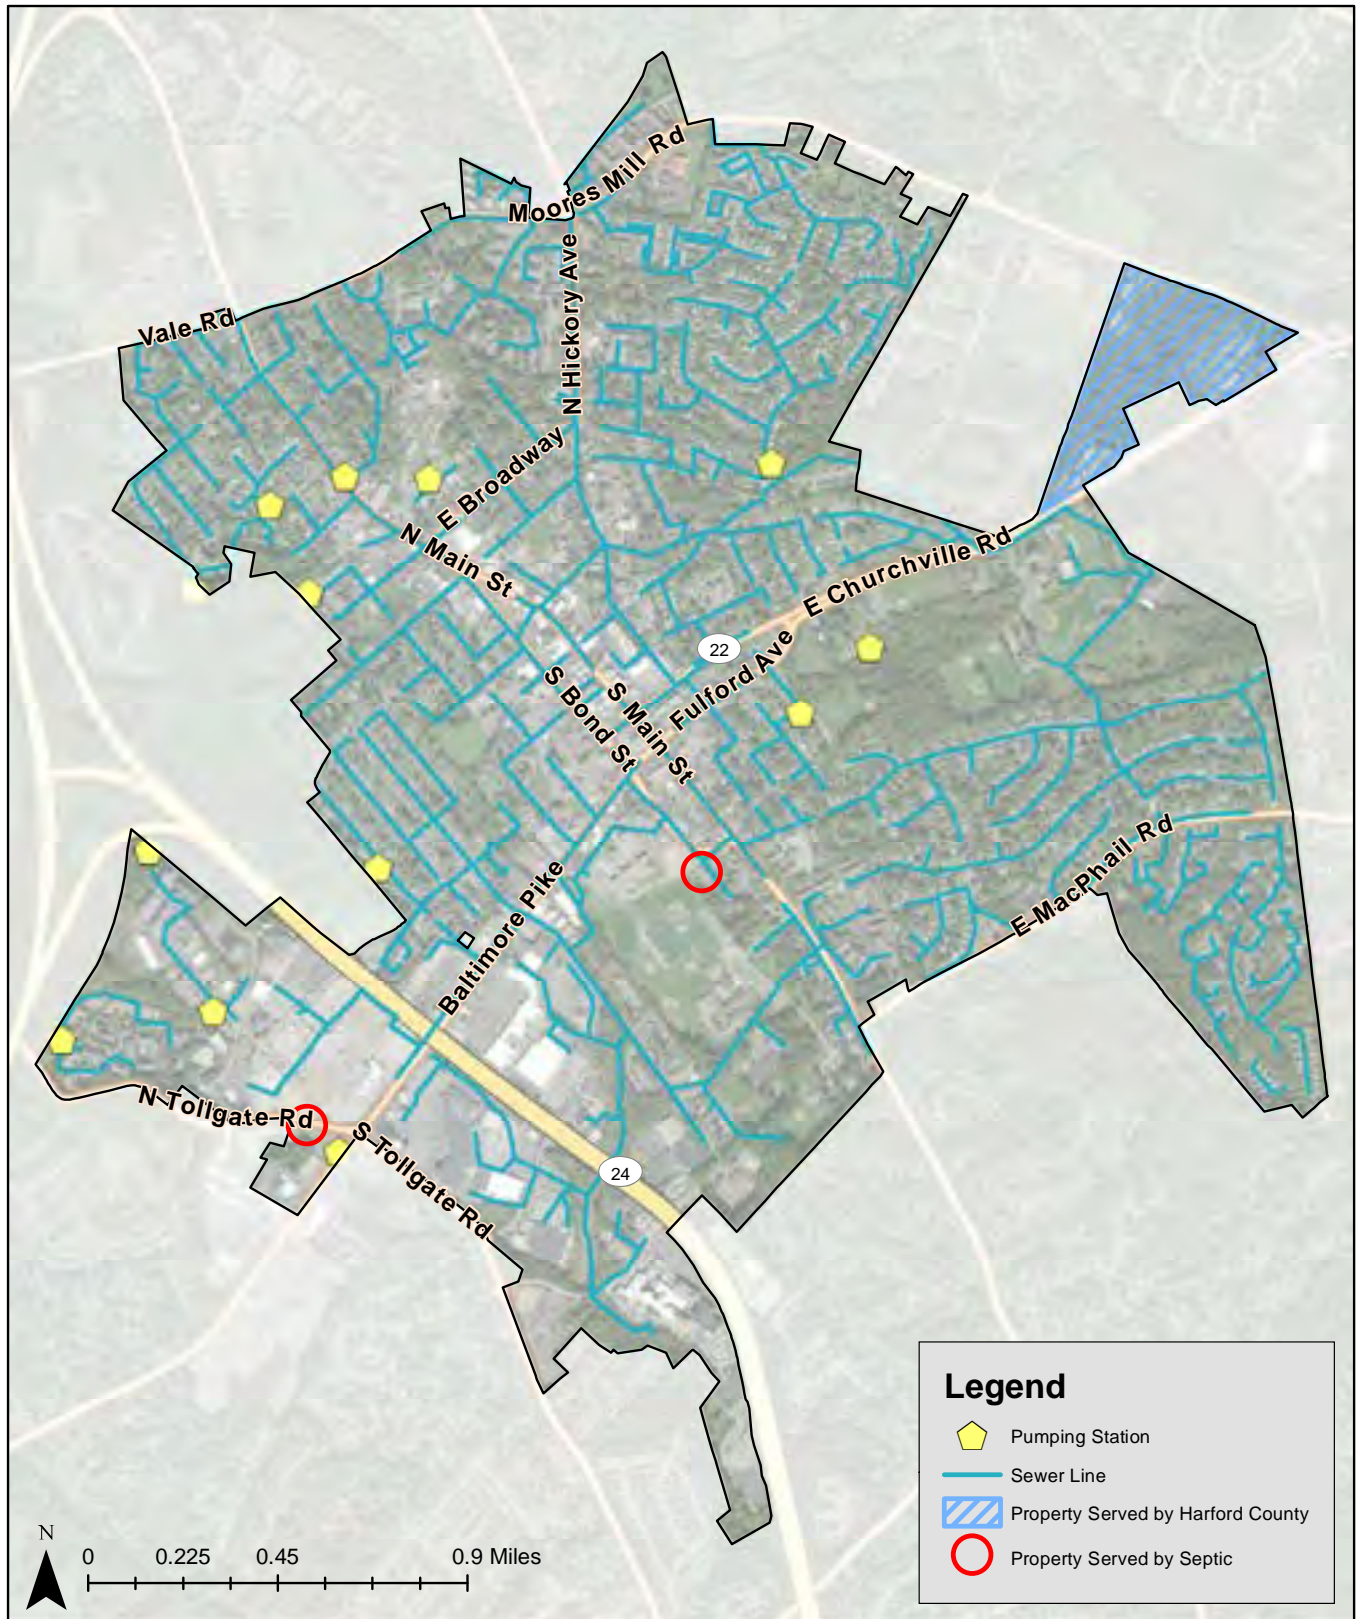 Moores Mill Rd
Vale Rd
N Hickory Ave
E Broadway
N Main St
E Churchville Rd
22
Fulford Ave
S Main St
S Bond St
E MacPhail Rd
Baltimore Pike
N Tollgate Rd
S Tollgate Rd
24
Legend
Pumping Station
Sewer Line
Property Served by Harford County
Property Served by Septic
N
0 0.225 0.45 0.9 Miles